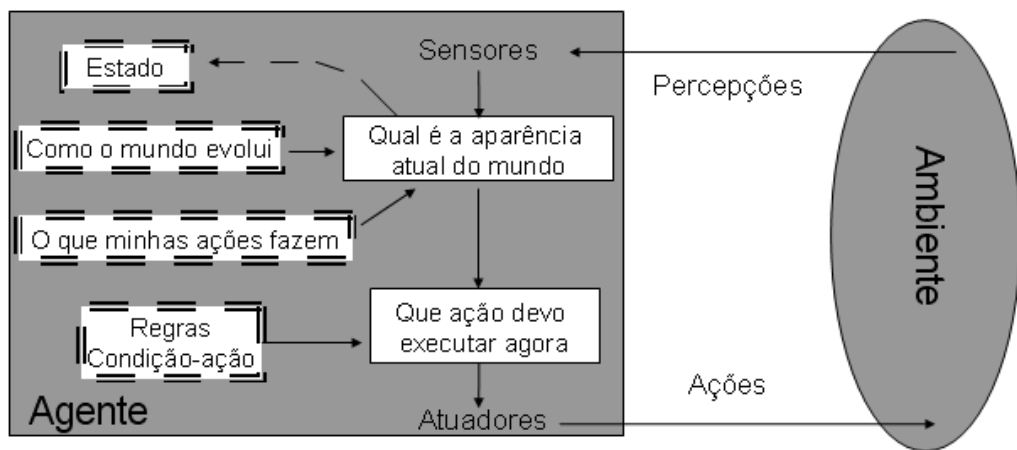 Sensores
Estado
Percepções
Qual é a aparência
atual do mundo
Como o mundo evolui
O que minhas ações fazem
Ambiente
Que ação devo
executar agora
Regras
Condição-ação
Ações
Agente
Atuadores